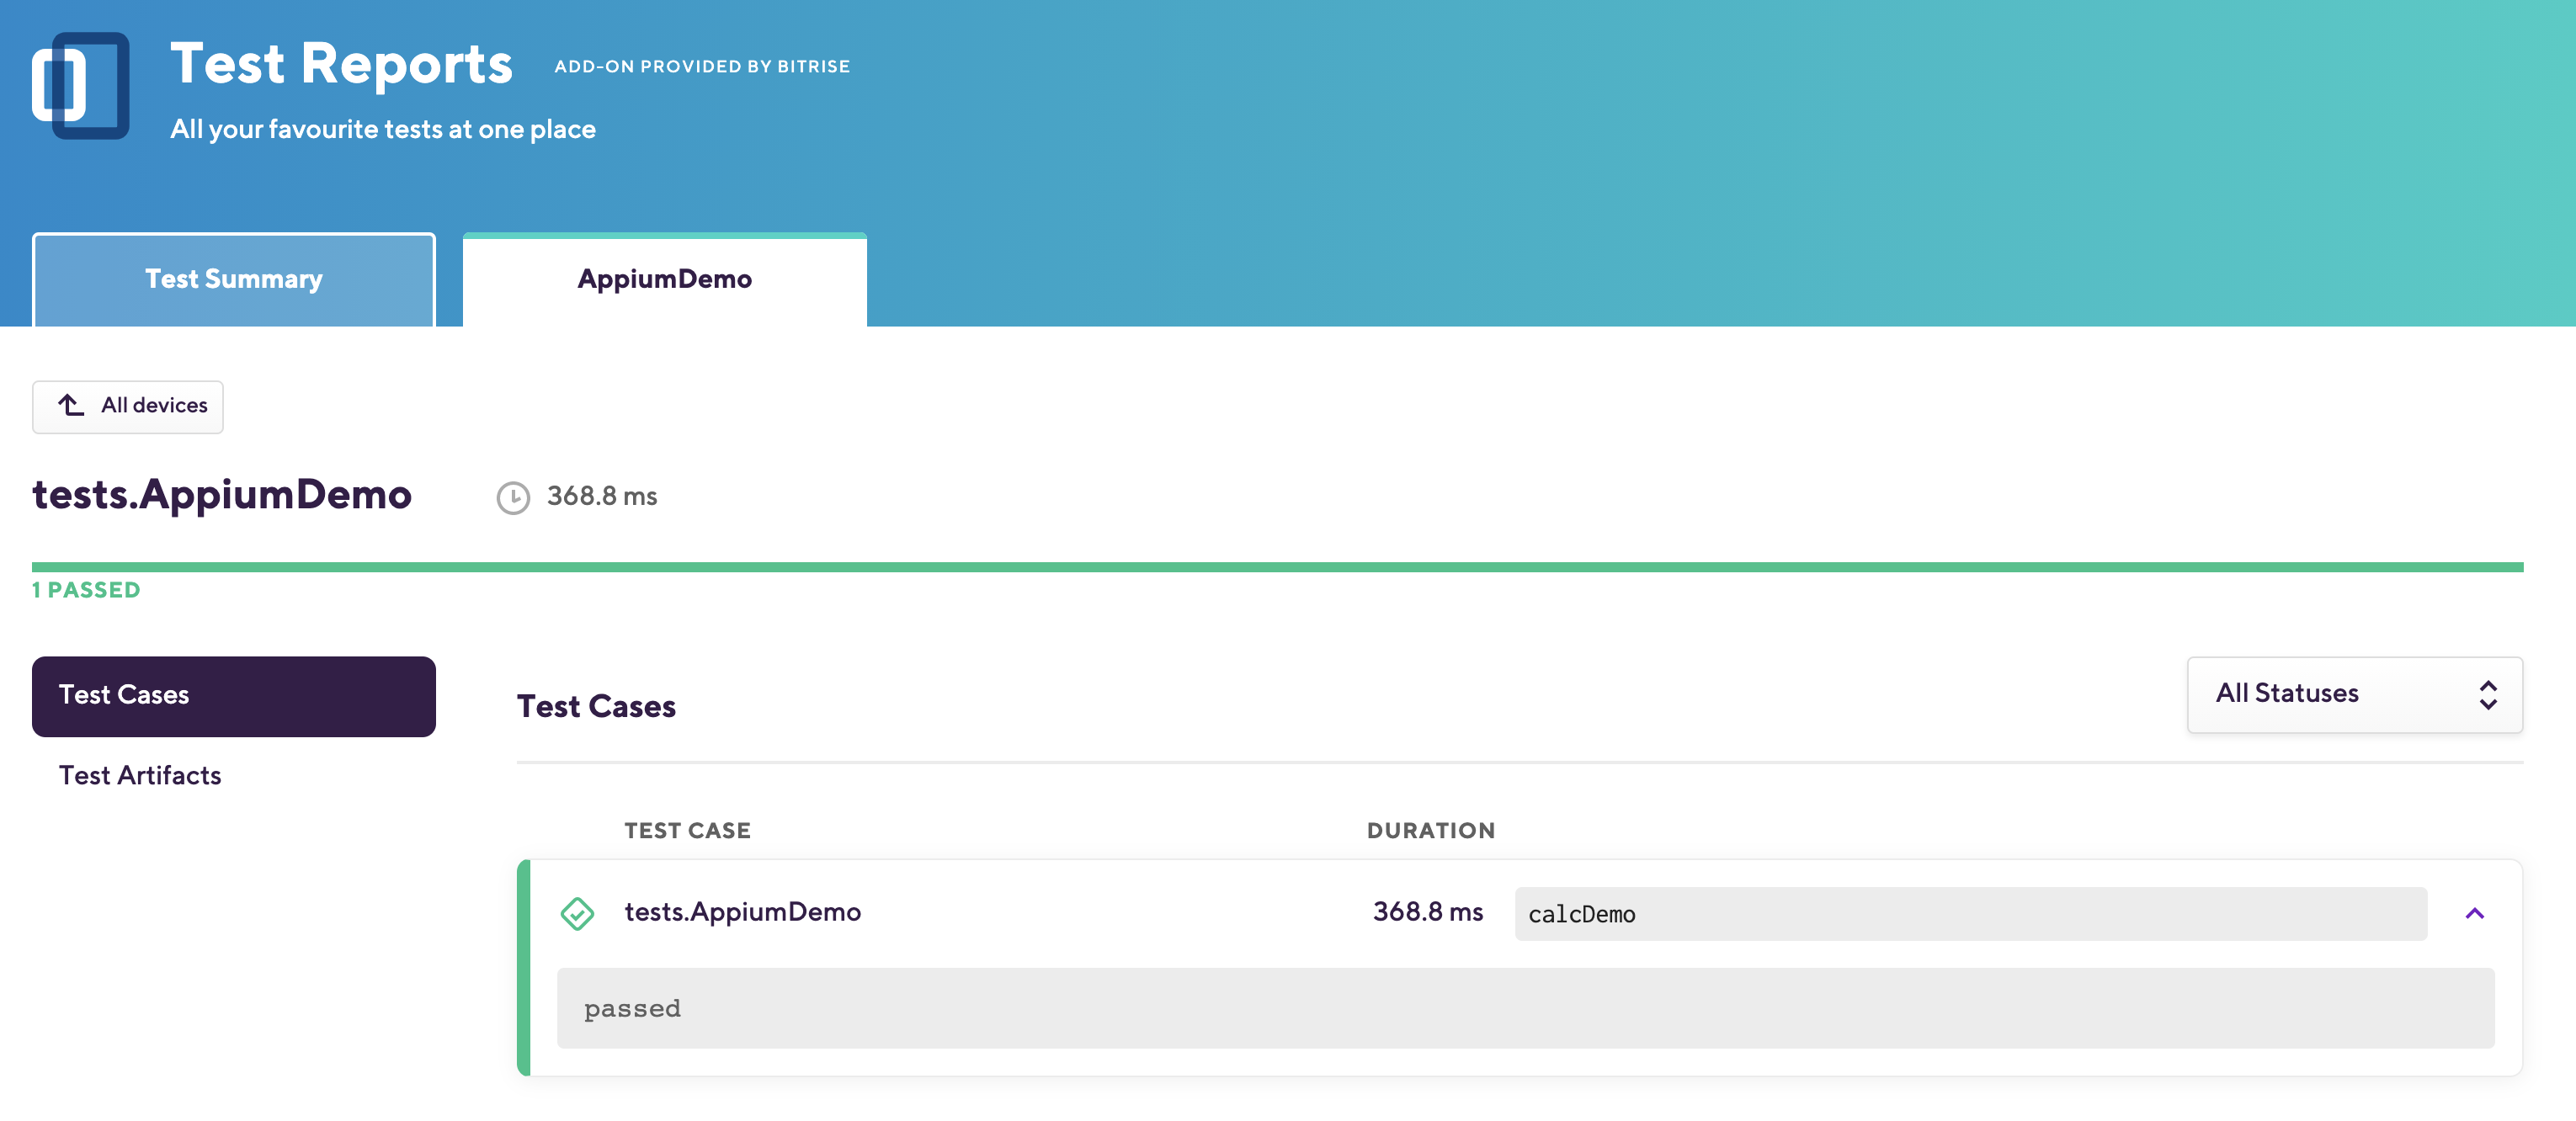 Test Reports ADD-ON PROVIDED BY BITRISE
All your favourite tests at one place
Test Summary AppiumDemo
All devices
tests.AppiumDemo 368.8 ms
1 PASSED
Test Cases
Test Artifacts
Test Cases All Statuses
TEST CASE DURATION
tests.AppiumDemo 368.8 ms calcDemo
passed